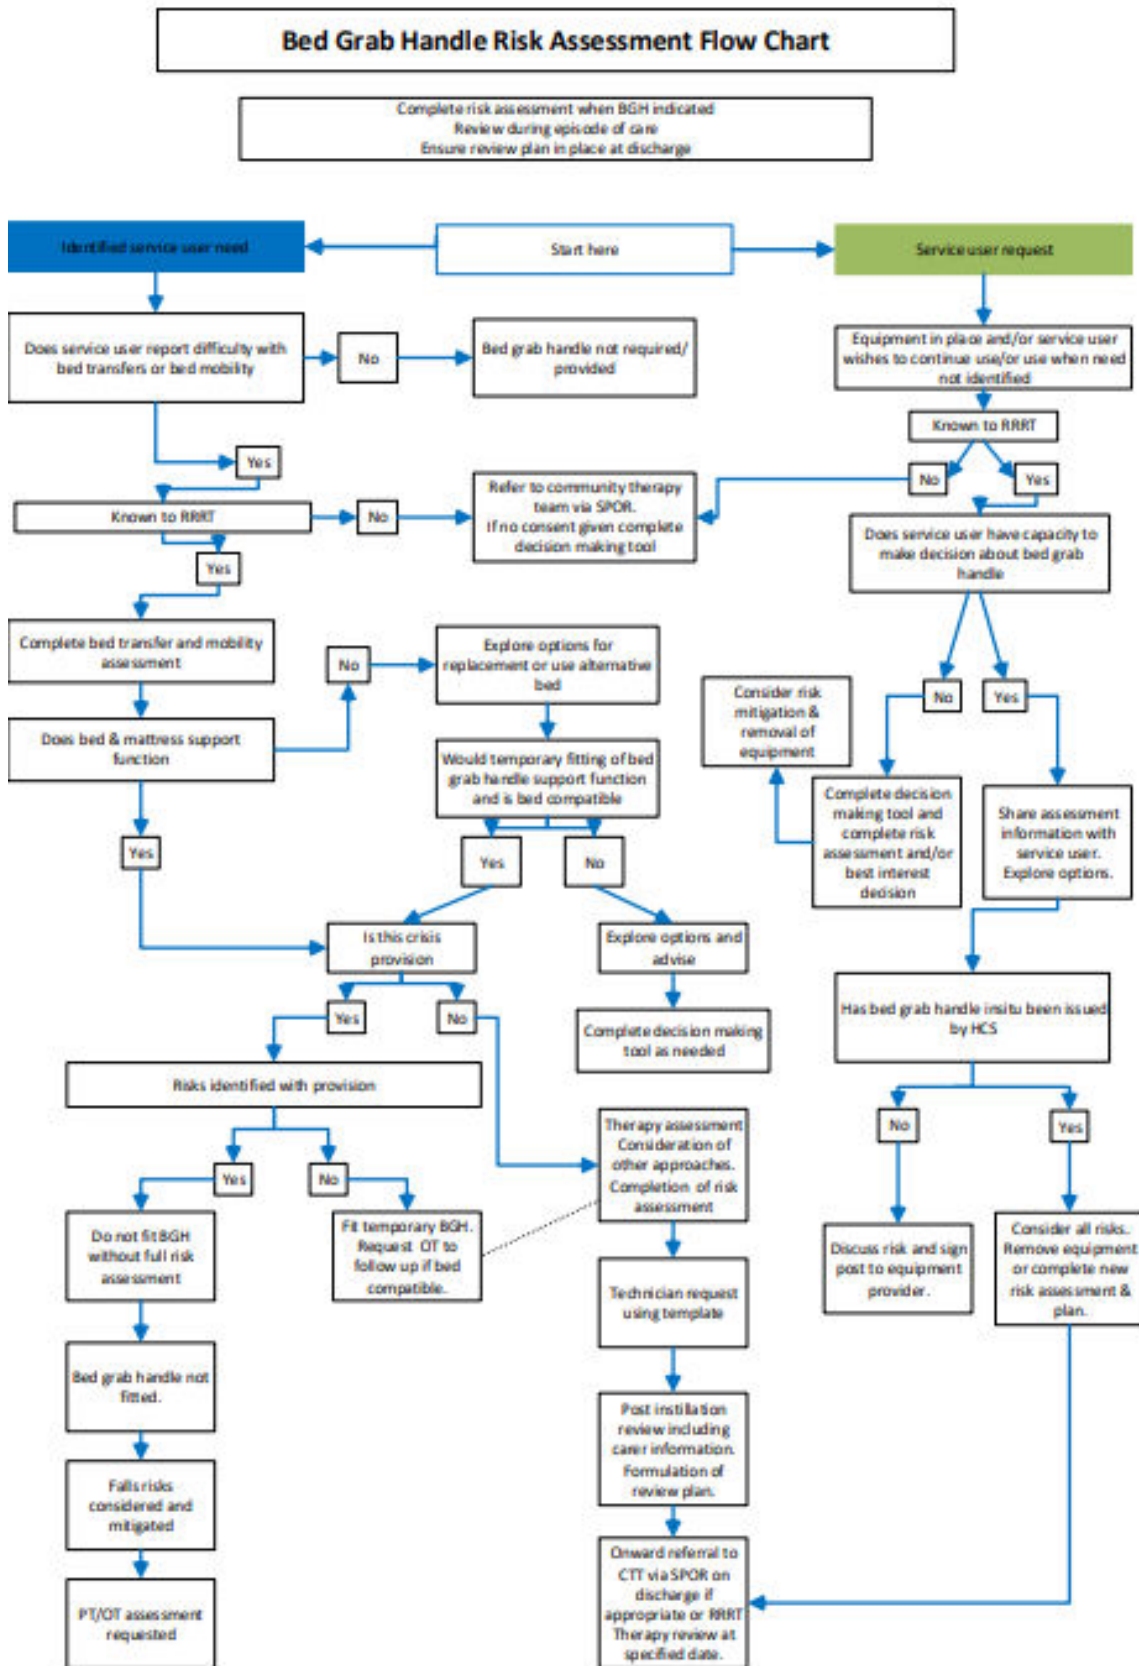 Bed Grab Handle Risk Assessment Flow Chart
Complete risk assessment when BGH indicated
Review during episode of care
Ensure review plan in place at discharge
Identified service user need
Start here
Service user request
Does service user report difficulty with
bed transfers or bed mobility
No
Bed grab handle not required/
provided
Equipment in place and/or service user
wishes to continue use/or use when need
not identified
Known to RRRT
Yes
No
Yes
Refer to community therapy
team via SPOR.
If no consent given complete
decision making tool
Known to RRRT
No
Yes
Does service user have capacity to
make decision about bed grab
handle
Complete bed transfer and mobility
assessment
No
Explore options for
replacement or use alternative
bed
No
Yes
Consider risk
mitigation &
removal of
equipment
Does bed & mattress support
function
Would temporary fitting of bed
grab handle support function
and is bed compatible
Complete decision
making tool and
complete risk
assessment and/or
best interest
decision
Share assessment
information with
service user.
Explore options.
Yes
Yes
No
Is this crisis
provision
Explore options and
advise
Yes
No
Complete decision making
tool as needed
Has bed grab handle insitu been issued
by HCS
Risks identified with provision
No
Yes
Yes
No
Therapy assessment
Consideration of
other approaches.
Completion of risk
assessment
Do not fit BGH
without full risk
assessment
Fit temporary BGH.
Request OT to
follow up if bed
compatible.
Discuss risk and sign
post to equipment
provider.
Consider all risks.
Remove equipment
or complete new
risk assessment &
plan.
Technician request
using template
Bed grab handle not
fitted.
Post instillation
review including
carer information.
Formulation of
review plan.
Falls risks
considered and
mitigated
Onward referral to
CTT via SPOR on
discharge if
appropriate or RRRT
Therapy review at
specified date.
PT/OT assessment
requested